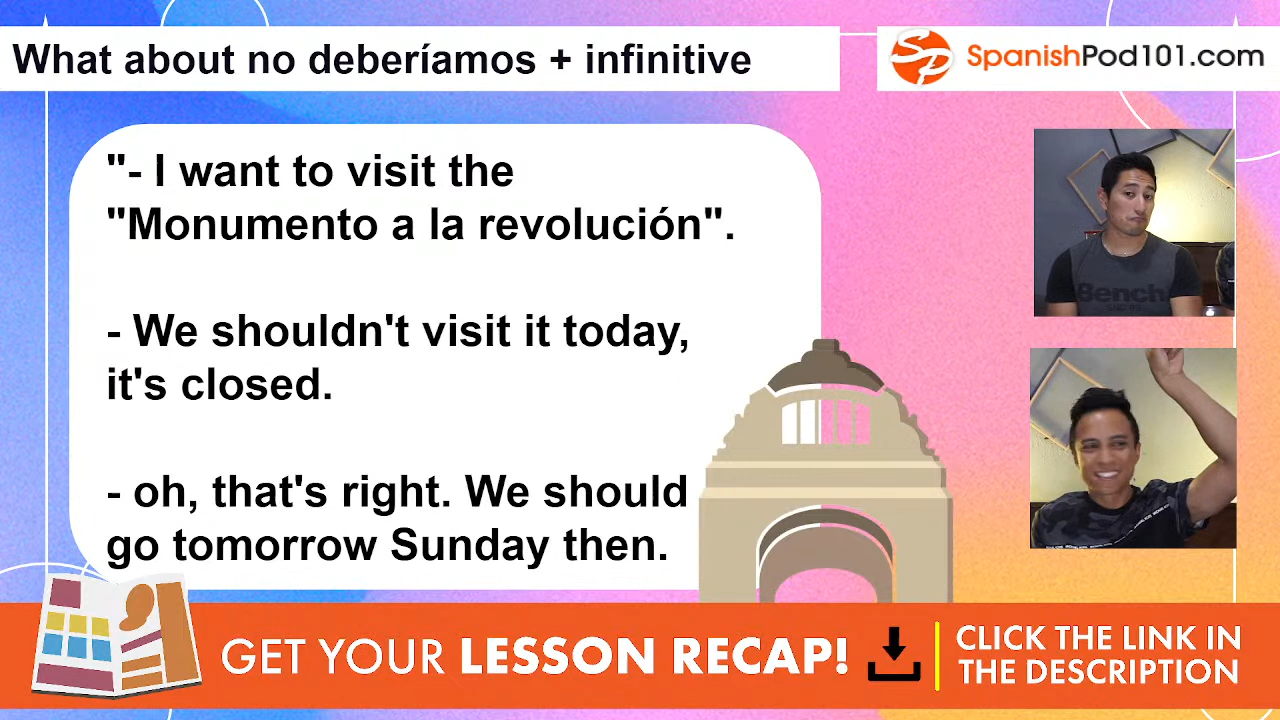 What about no deberíamos + infinitive
SP SpanishPod101.com
"- I want to visit the
"Monumento a la revolución".
- We shouldn't visit it today,
it's closed.
- oh, that's right. We should
go tomorrow Sunday then.
Bench
GET YOUR LESSON RECAP!
CLICK THE LINK IN
THE DESCRIPTION